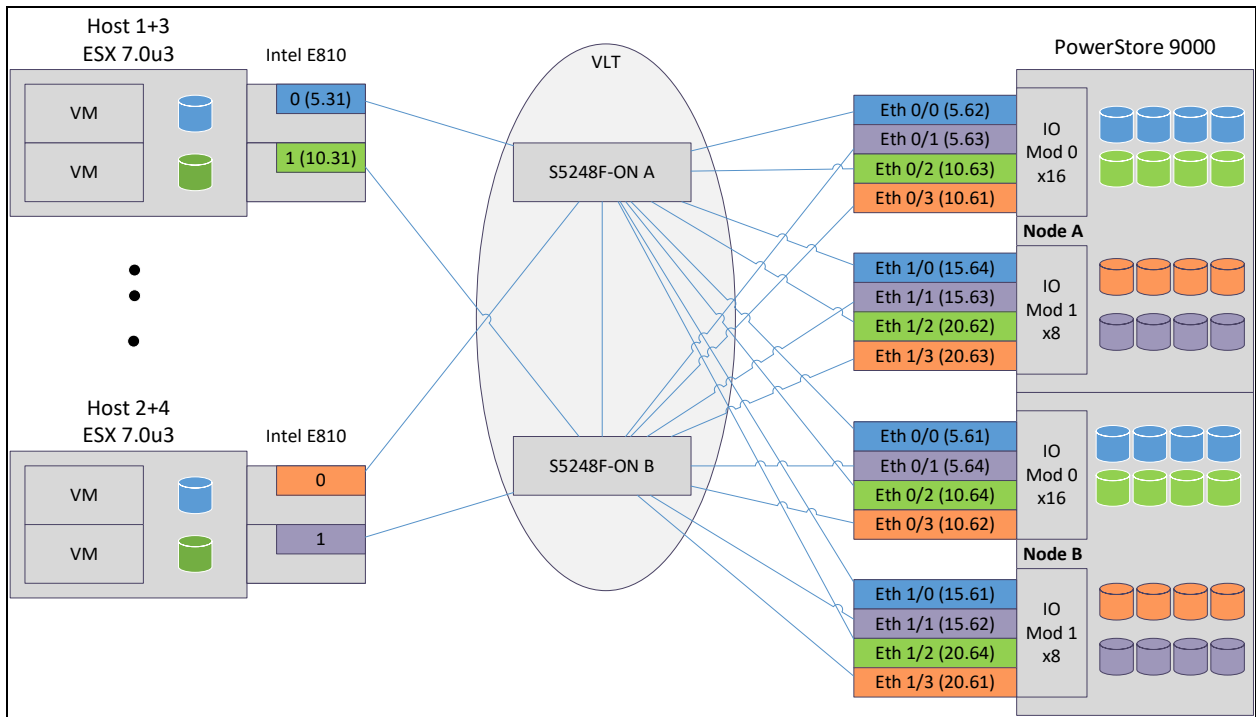 Host 1+3
ESX 7.0u3
Intel E810
VM
VM
0 (5.31)
1 (10.31)
Host 2+4
ESX 7.0u3
Intel E810
VM
VM
0
1
VLT
S5248F-ON A
S5248F-ON B
PowerStore 9000
Eth 0/0 (5.62)
Eth 0/1 (5.63)
Eth 0/2 (10.63)
Eth 0/3 (10.61)
IO
Mod 0
x16
Node A
Eth 1/0 (15.64)
Eth 1/1 (15.63)
Eth 1/2 (20.62)
Eth 1/3 (20.63)
IO
Mod 1
x8
Eth 0/0 (5.61)
Eth 0/1 (5.64)
Eth 0/2 (10.64)
Eth 0/3 (10.62)
IO
Mod 0
x16
Node B
Eth 1/0 (15.61)
Eth 1/1 (15.62)
Eth 1/2 (20.64)
Eth 1/3 (20.61)
IO
Mod 1
x8